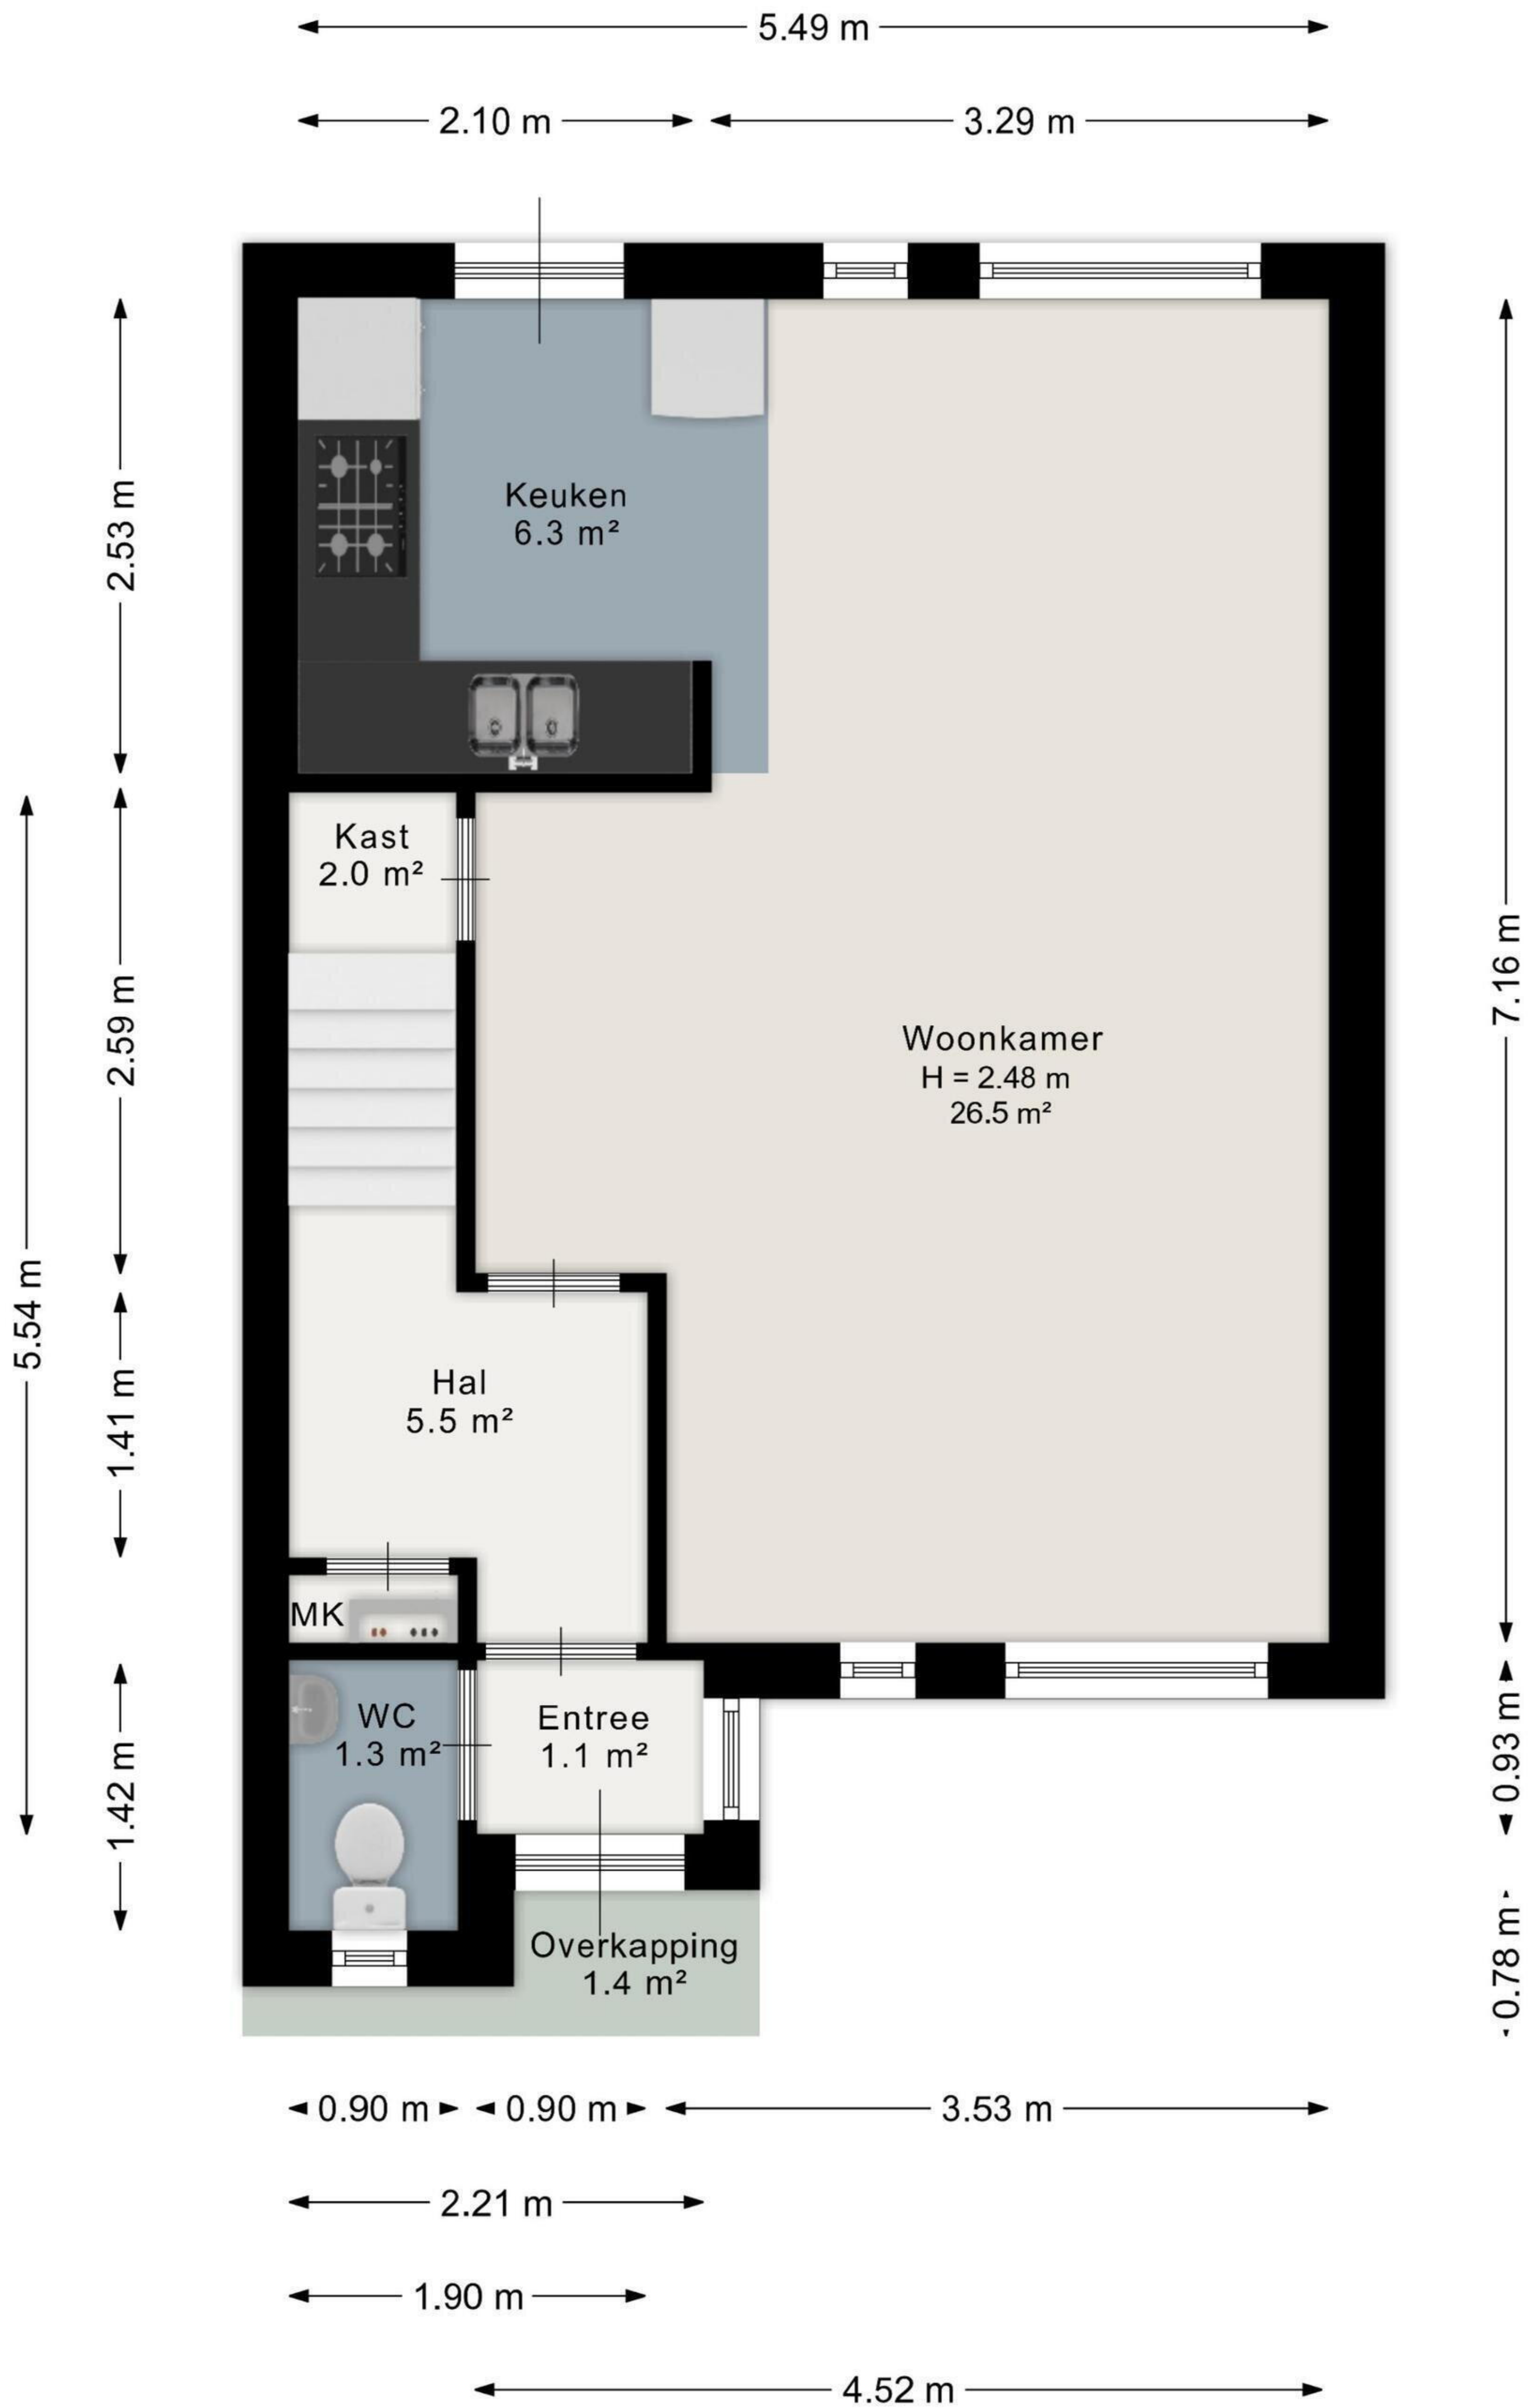 5.49 m
2.10 m
3.29 m
Keuken
6.3 m²
2.53 m
Kast
2.0 m²
2.59 m
7.16 m
Woonkamer
H = 2.48 m
26.5 m²
5.54 m
Hal
5.5 m²
1.41 m
MK
WC
1.3 m²
Entree
1.1 m²
1.42 m
0.93 m
Overkapping
1.4 m²
0.78 m
0.90 m
0.90 m
3.53 m
2.21 m
1.90 m
4.52 m